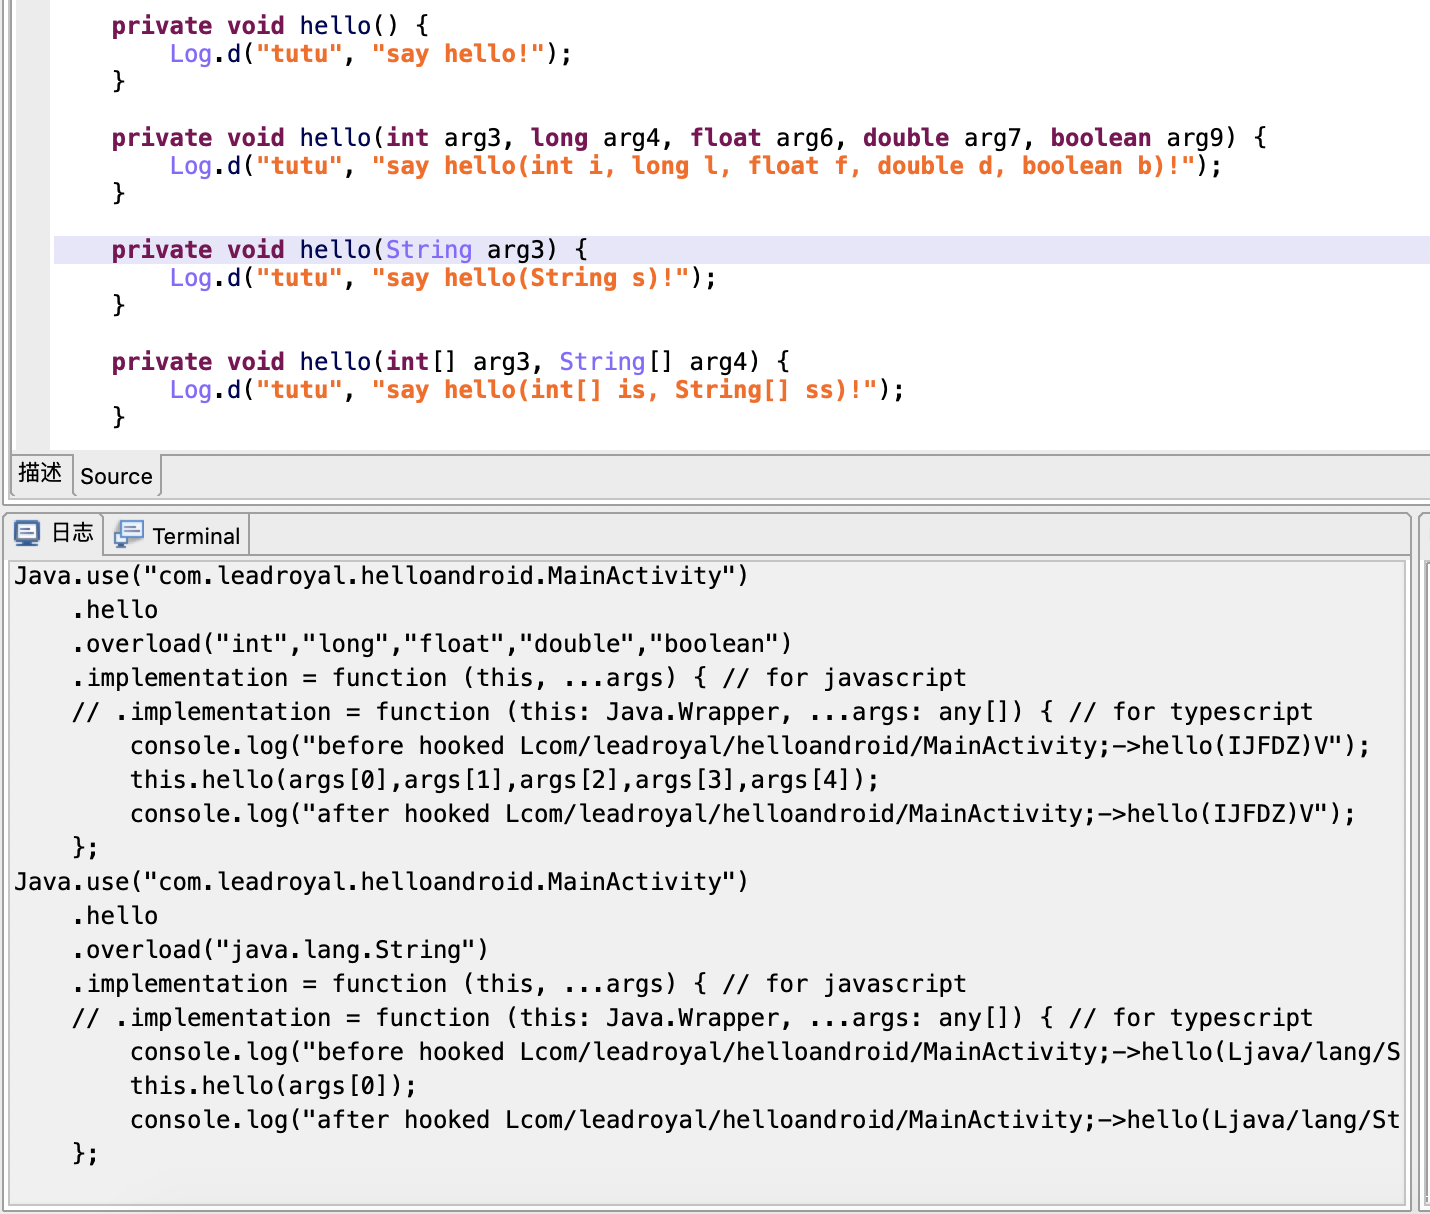 private void hello() {
Log.d("tutu", "say hello!");
}
private void hello(int arg3, long arg4, float arg6, double arg7, boolean arg9) {
Log.d("tutu", "say hello(int i, long l, float f, double d, boolean b)!");
}
private void hello(String arg3) {
Log.d("tutu", "say hello(String s)!");
}
private void hello(int[] arg3, String[] arg4) {
Log.d("tutu", "say hello(int[] is, String[] ss)!");
}
描述 Source
日志 Terminal
Java.use("com.leadroyal.helloandroid.MainActivity")
.hello
.overload("int","long","float","double","boolean")
.implementation = function (this, ...args) { // for javascript
// .implementation = function (this: Java.Wrapper, ...args: any[]) { // for typescript
console.log("before hooked Lcom/leadroyal/helloandroid/MainActivity;->hello(IJFDZ)V");
this.hello(args[0],args[1],args[2],args[3],args[4]);
console.log("after hooked Lcom/leadroyal/helloandroid/MainActivity;->hello(IJFDZ)V");
};
Java.use("com.leadroyal.helloandroid.MainActivity")
.hello
.overload("java.lang.String")
.implementation = function (this, ...args) { // for javascript
// .implementation = function (this: Java.Wrapper, ...args: any[]) { // for typescript
console.log("before hooked Lcom/leadroyal/helloandroid/MainActivity;->hello(Ljava/lang/S
this.hello(args[0]);
console.log("after hooked Lcom/leadroyal/helloandroid/MainActivity;->hello(Ljava/lang/St
};